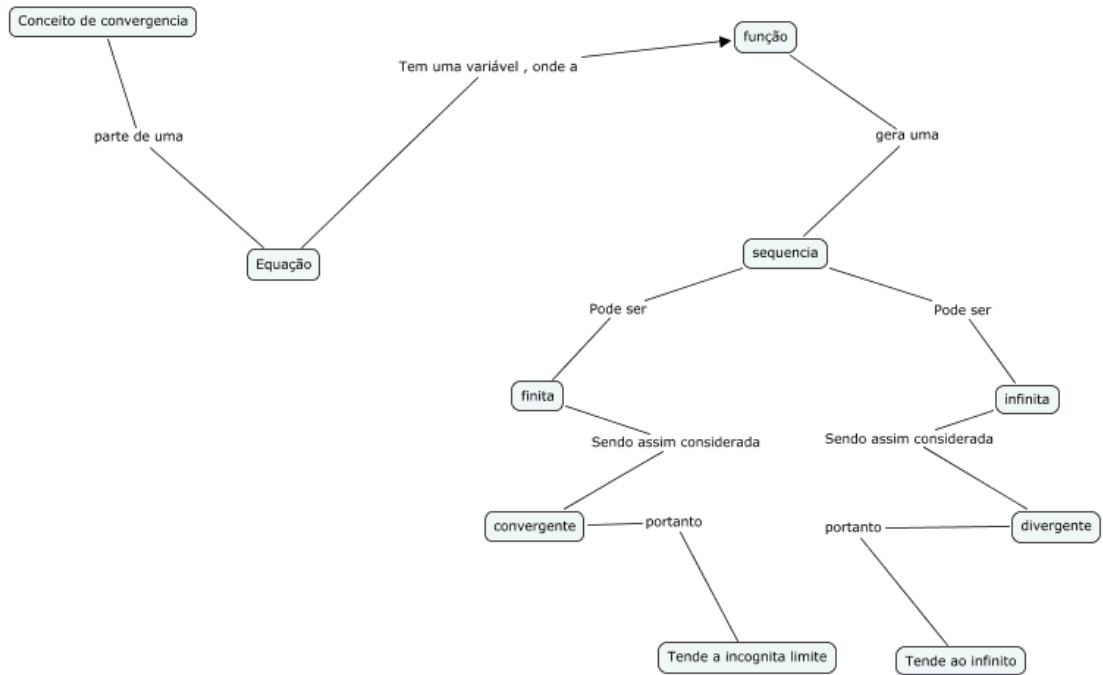 Conceito de convergencia
parte de uma
Equação
Tem uma variável , onde a
função
gera uma
sequencia
Pode ser
Pode ser
finita
infinita
Sendo assim considerada
Sendo assim considerada
convergente
portanto
portanto
divergente
Tende a incognita limite
Tende ao infinito